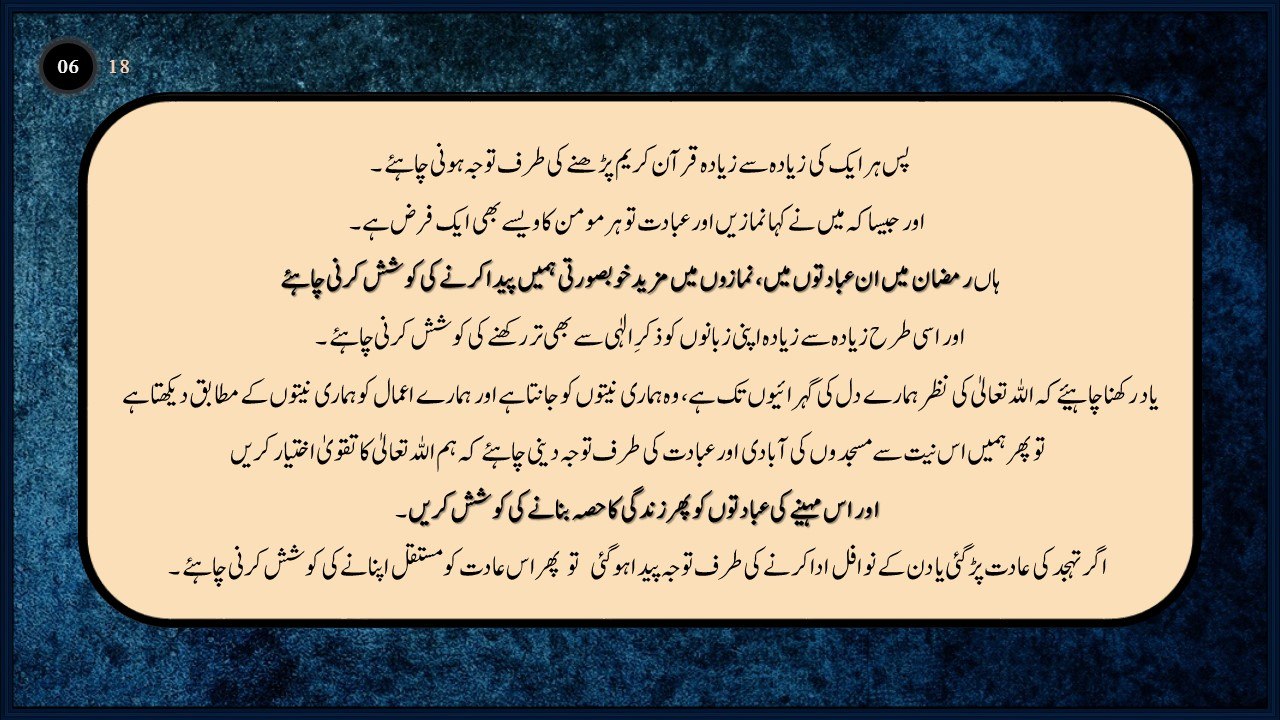 06 18
پس ہر ایک کی زیادہ سے زیادہ قرآن کریم پڑھنے کی طرف توجہ ہونی چاہئے۔
اور جیسا کہ میں نے کہا نمازیں اور عبادت تو ہر مومن کا ویسے بھی ایک فرض ہے۔
ہاں رمضان میں ان عبادتوں میں، نمازوں میں مزید خوبصورتی ہمیں پیدا کرنے کی کوشش کرنی چاہئے
اور اسی طرح زیادہ سے زیادہ اپنی زبانوں کو ذکرِ الٰہی سے بھی تر رکھنے کی کوشش کرنی چاہئے۔
یاد رکھنا چاہیئے کہ اللہ تعالیٰ کی نظر ہمارے دل کی گہرائیوں تک ہے، وہ ہماری نیتوں کو جانتا ہے اور ہمارے اعمال کو ہماری نیتوں کے مطابق دیکھتا ہے
تو پھر ہمیں اس نیت سے مسجدوں کی آبادی اور عبادت کی طرف توجہ دینی چاہئے کہ ہم اللہ تعالیٰ کا تقویٰ اختیار کریں
اور اس مہینے کی عبادتوں کو پھر زندگی کا حصہ بنانے کی کوشش کریں۔
اگر تہجد کی عادت پڑ گئی یا دن کے نوافل ادا کرنے کی طرف توجہ پیدا ہو گئی تو پھر اس عادت کو مستقل اپنانے کی کوشش کرنی چاہئے۔